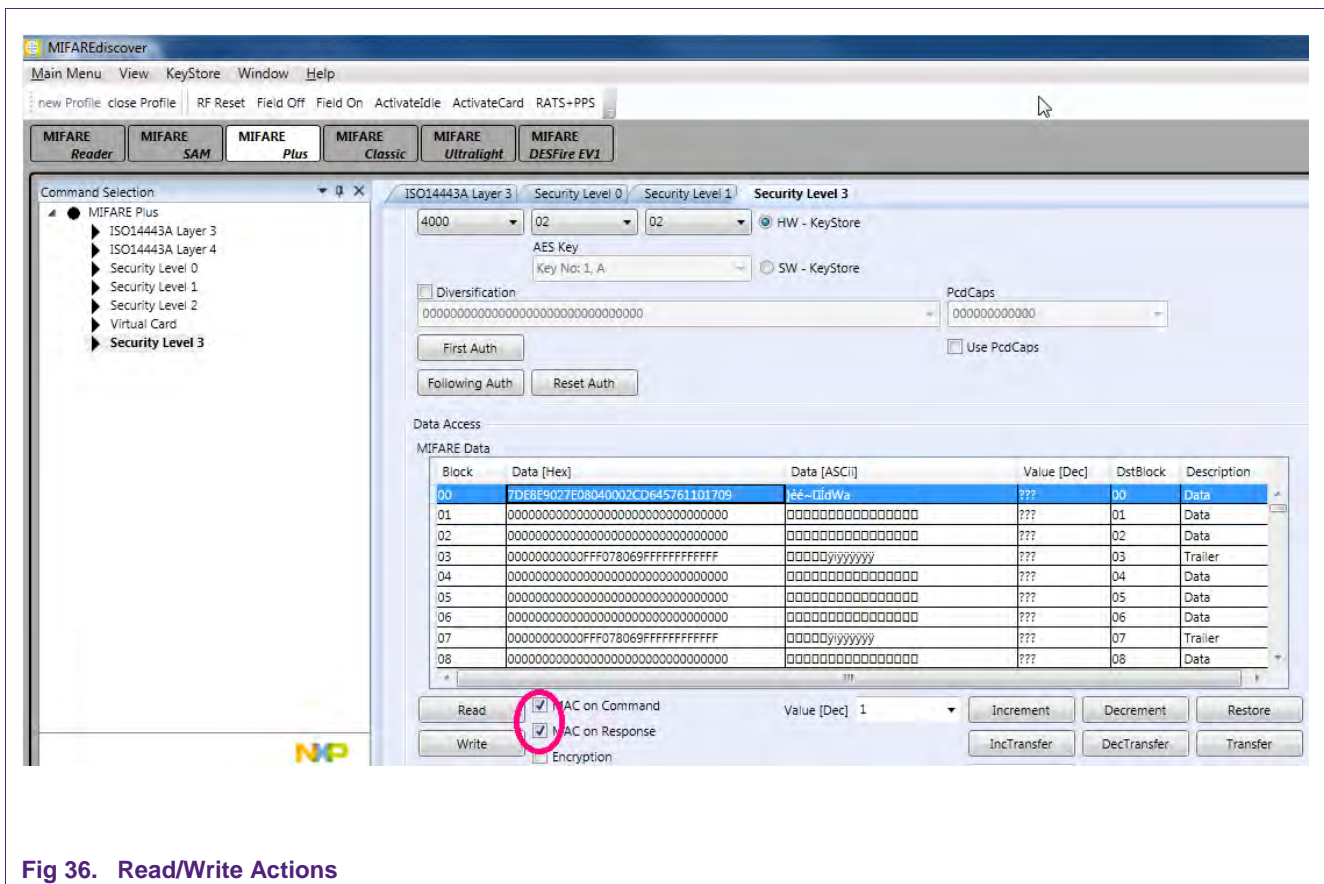 MIFAREdiscover
Main Menu View KeyStore Window Help
new Profile close Profile RF Reset Field Off Field On ActivateIdle ActivateCard RATS+PPS
MIFARE Reader MIFARE SAM MIFARE Plus MIFARE Classic MIFARE Ultralight MIFARE DESFire EV1
Command Selection
MIFARE Plus
ISO14443A Layer 3
ISO14443A Layer 4
Security Level 0
Security Level 1
Security Level 2
Virtual Card
Security Level 3
NXP
ISO14443A Layer 3 Security Level 0 Security Level 1 Security Level 3
4000 02 02 HW - KeyStore
AES Key
Key No: 1, A SW - KeyStore
Diversification PcdCaps
00000000000000000000000000000000 000000000000
First Auth Use PcdCaps
Following Auth Reset Auth
Data Access
MIFARE Data
Block Data [Hex] Data [ASCii] Value [Dec] DstBlock Description
00 7DE8E9027E08040002CD645761101709 }èé~□ÍdWa ??? 00 Data
01 00000000000000000000000000000000 □□□□□□□□□□□□□□□□ ??? 01 Data
02 00000000000000000000000000000000 □□□□□□□□□□□□□□□□ ??? 02 Data
03 00000000000FFF078069FFFFFFFFFFFF □□□□□ÿiÿÿÿÿÿÿ ??? 03 Trailer
04 00000000000000000000000000000000 □□□□□□□□□□□□□□□□ ??? 04 Data
05 00000000000000000000000000000000 □□□□□□□□□□□□□□□□ ??? 05 Data
06 00000000000000000000000000000000 □□□□□□□□□□□□□□□□ ??? 06 Data
07 00000000000FFF078069FFFFFFFFFFFF □□□□□ÿiÿÿÿÿÿÿ ??? 07 Trailer
08 00000000000000000000000000000000 □□□□□□□□□□□□□□□□ ??? 08 Data
Read MAC on Command Value [Dec] 1 Increment Decrement Restore
Write MAC on Response IncTransfer DecTransfer Transfer
Encryption
Fig 36. Read/Write Actions